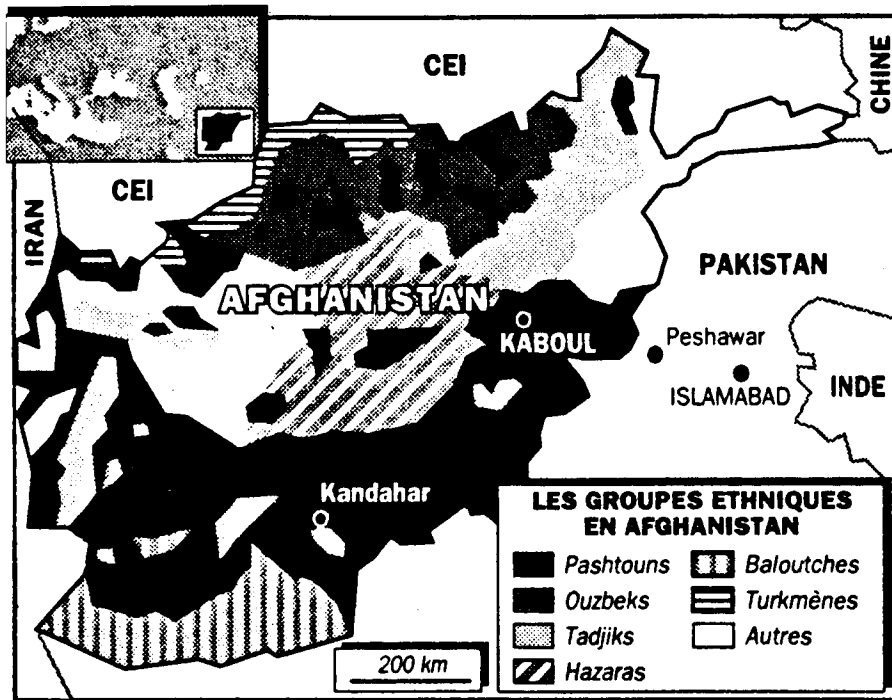 CEI
CHINE
CEI
IRAN
PAKISTAN
AFGHANISTAN
KABOUL
Peshawar
ISLAMABAD
INDE
Kandahar
LES GROUPES ETHNIQUES
EN AFGHANISTAN
Pashtouns
Baloutches
Ouzbeks
Turkmènes
Tadjiks
Autres
Hazaras
200 km